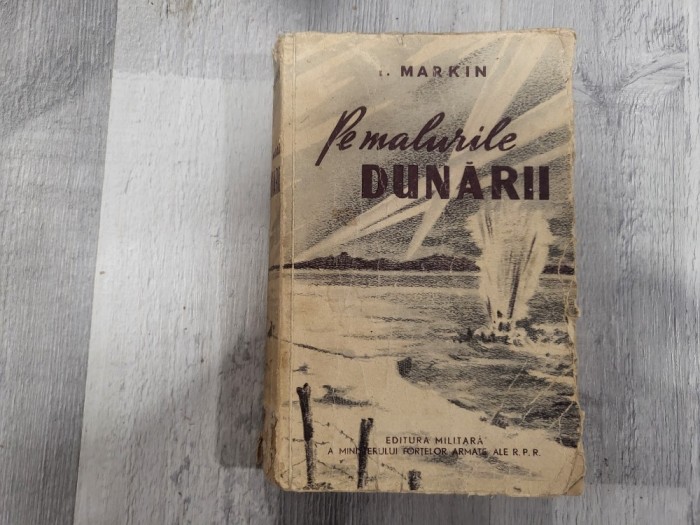 I. MARKIN
Pe malurile
DUNĂRII
EDITURA MILITARĂ
A MINISTERULUI FORȚELOR ARMATE ALE R.P.R.